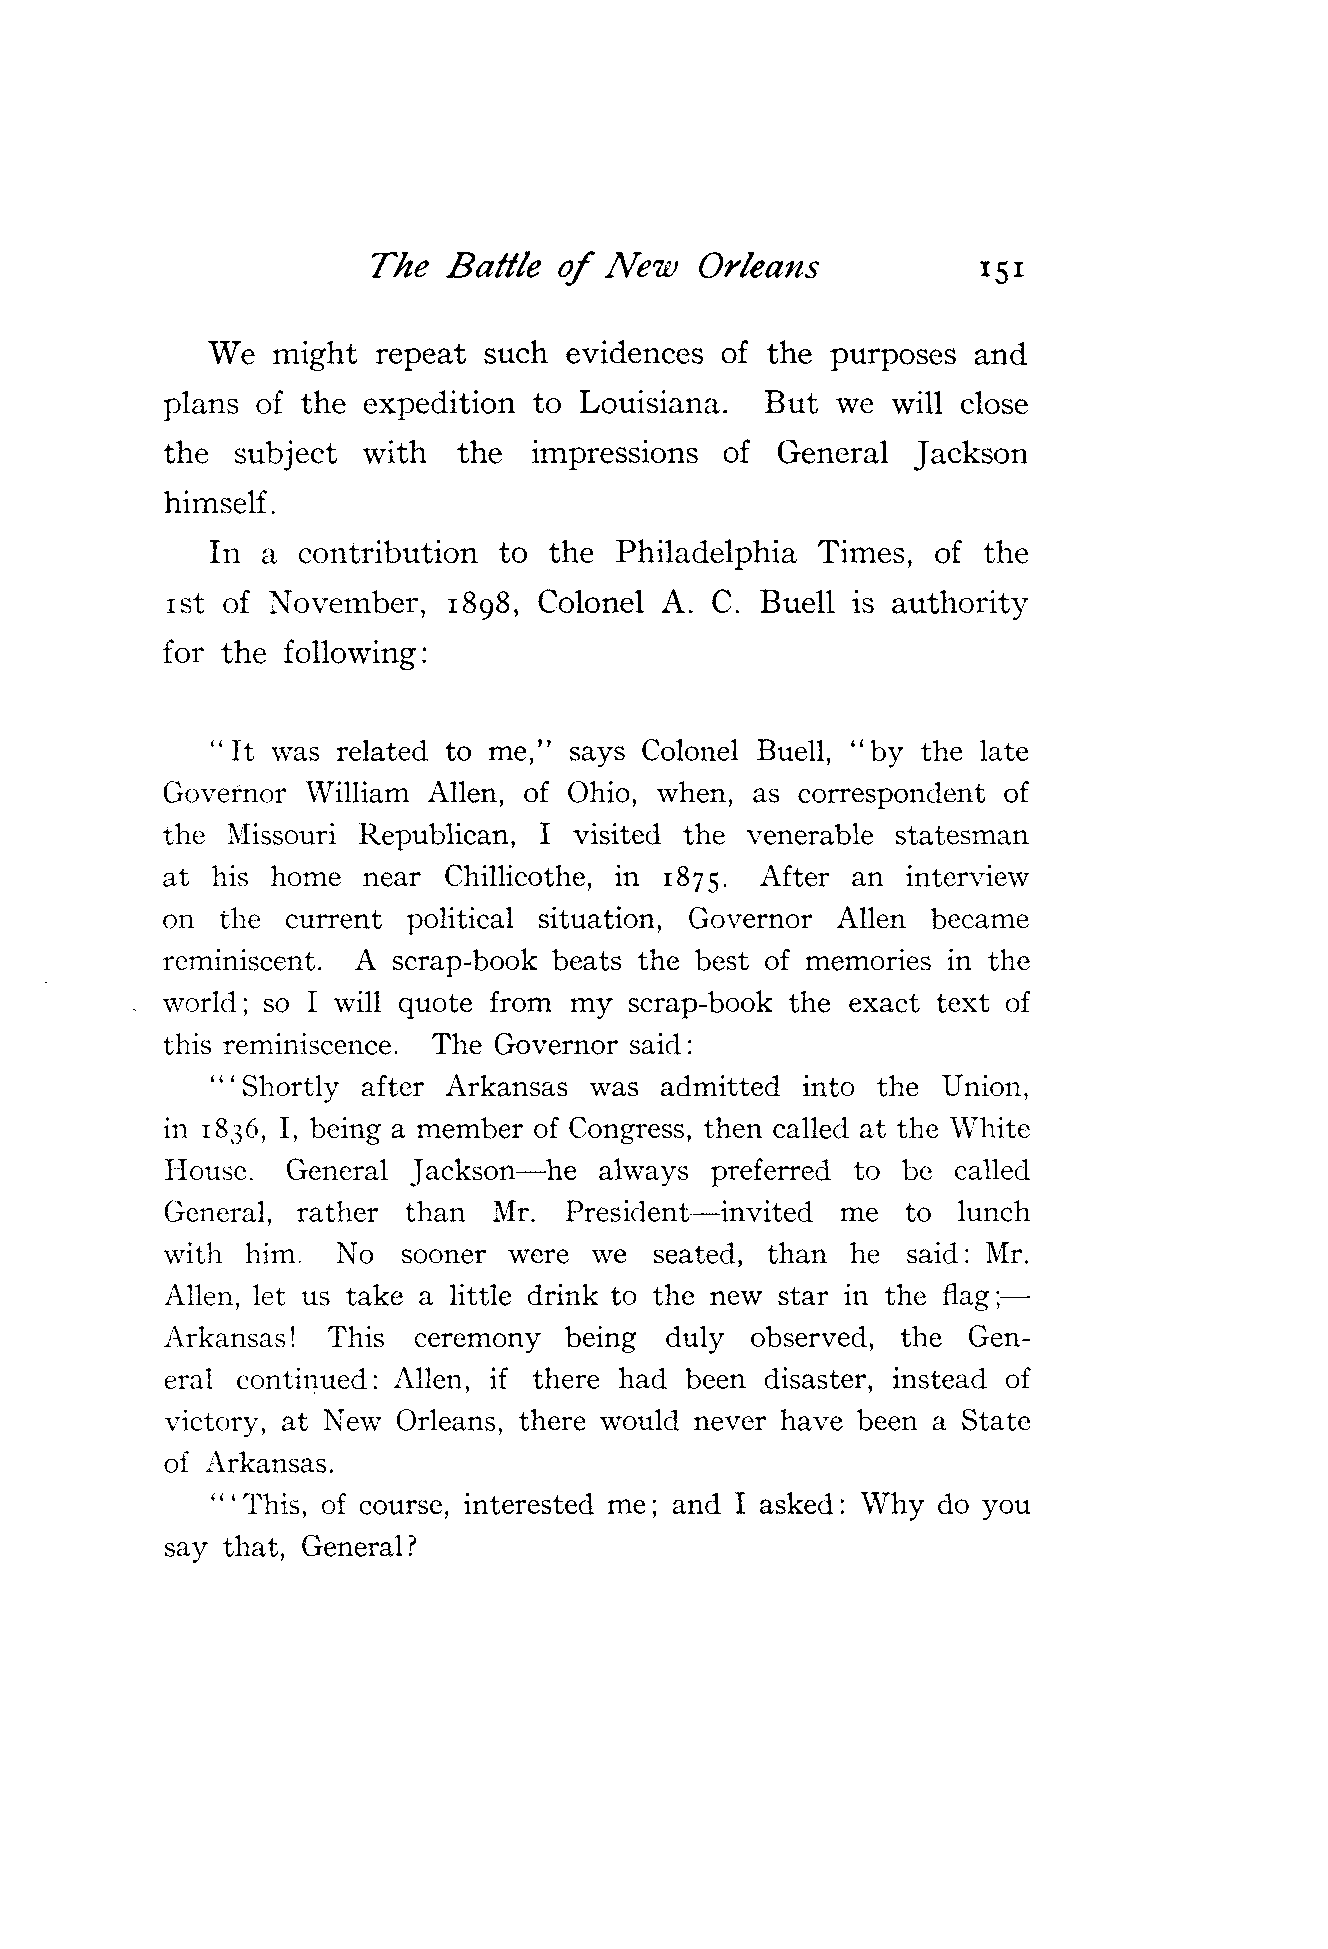 The Battle of New Orleans 151
We might repeat such evidences of the purposes and
plans of the expedition to Louisiana. But we will close
the subject with the impressions of General Jackson
himself.
In a contribution to the Philadelphia Times, of the
1st of November, 1898, Colonel A. C. Buell is authority
for the following:
“It was related to me,” says Colonel Buell, “by the late
Governor William Allen, of Ohio, when, as correspondent of
the Missouri Republican, I visited the venerable statesman
at his home near Chillicothe, in 1875. After an interview
on the current political situation, Governor Allen became
reminiscent. A scrap-book beats the best of memories in the
world; so I will quote from my scrap-book the exact text of
this reminiscence. The Governor said:
“‘Shortly after Arkansas was admitted into the Union,
in 1836, I, being a member of Congress, then called at the White
House. General Jackson—he always preferred to be called
General, rather than Mr. President—invited me to lunch
with him. No sooner were we seated, than he said: Mr.
Allen, let us take a little drink to the new star in the flag;—
Arkansas! This ceremony being duly observed, the Gen-
eral continued: Allen, if there had been disaster, instead of
victory, at New Orleans, there would never have been a State
of Arkansas.
“‘This, of course, interested me; and I asked: Why do you
say that, General?